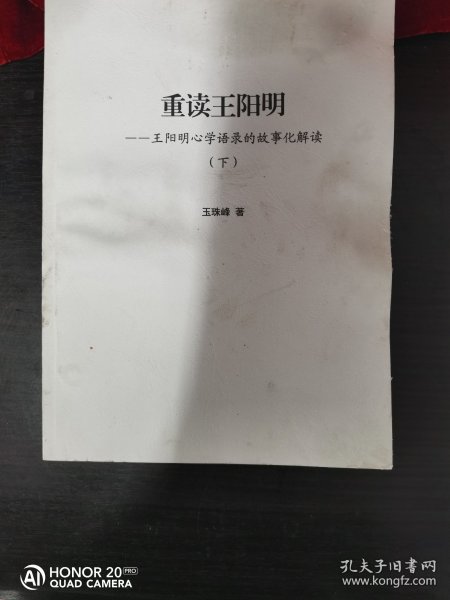 重读王阳明
——王阳明心学语录的故事化解读
（下）
玉珠峰 著
AI HONOR 20 PRO
QUAD CAMERA
孔夫子旧书网
www.kongfz.com